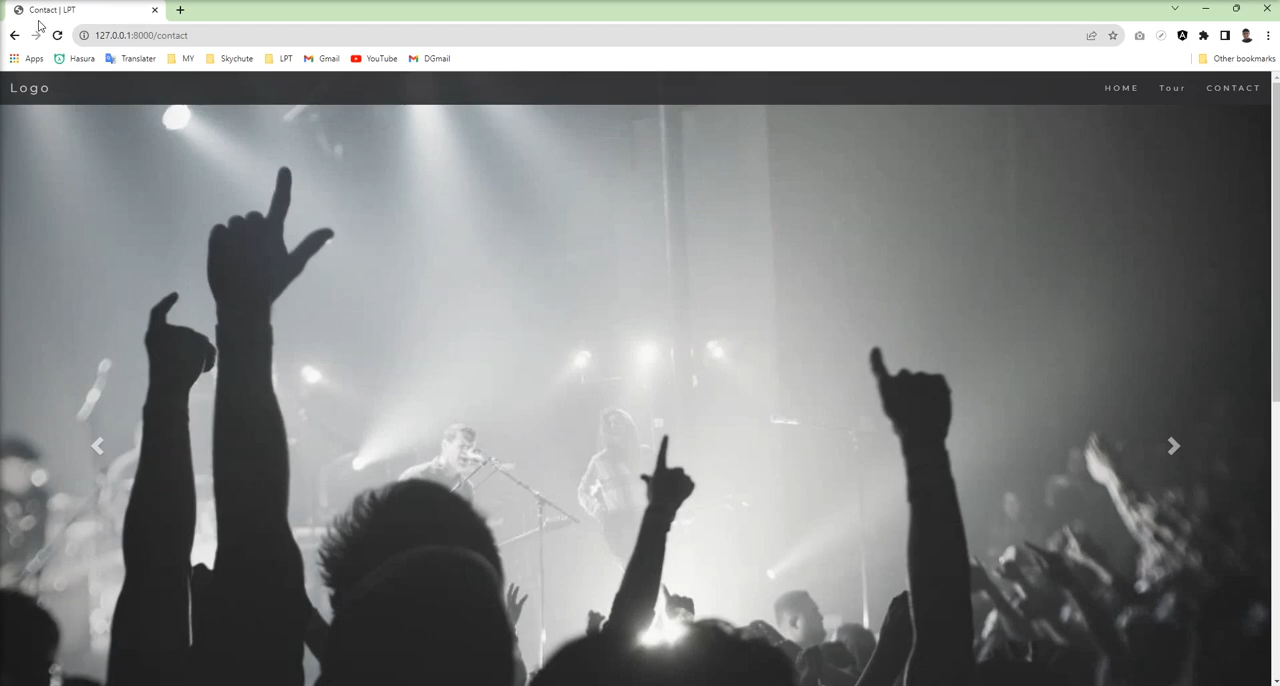 Contact | LPT
127.0.0.1:8000/contact
Apps Hasura Translater MY Skychute LPT Gmail YouTube DGmail Other bookmarks
Logo HOME Tour CONTACT